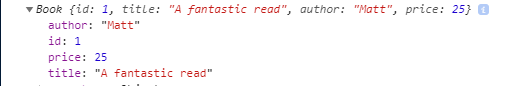 Book {id: 1, title: "A fantastic read", author: "Matt", price: 25} i
author: "Matt"
id: 1
price: 25
title: "A fantastic read"